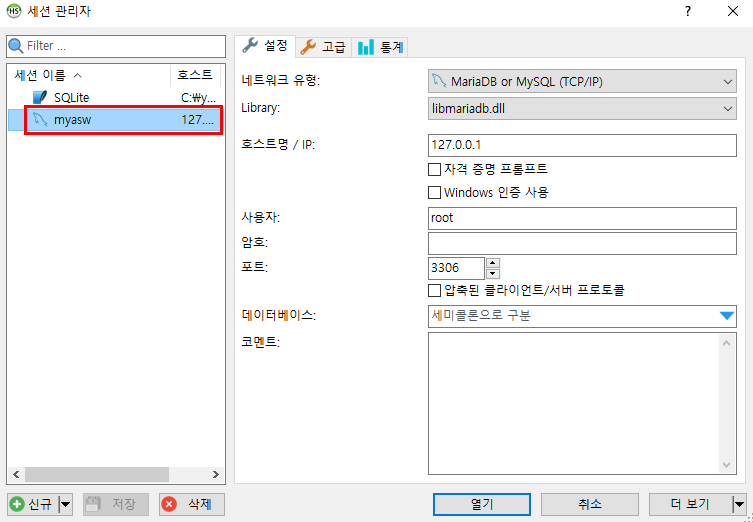 HS 세션 관리자
Filter ...
세션 이름 호스트
SQLite C:￦y...
myasw 127....
신규 저장 삭제
설정 고급 통계
네트워크 유형: MariaDB or MySQL (TCP/IP)
Library: libmariadb.dll
호스트명 / IP: 127.0.0.1
자격 증명 프롬프트
Windows 인증 사용
사용자: root
암호:
포트: 3306
압축된 클라이언트/서버 프로토콜
데이터베이스: 세미콜론으로 구분
코멘트:
열기 취소 더 보기